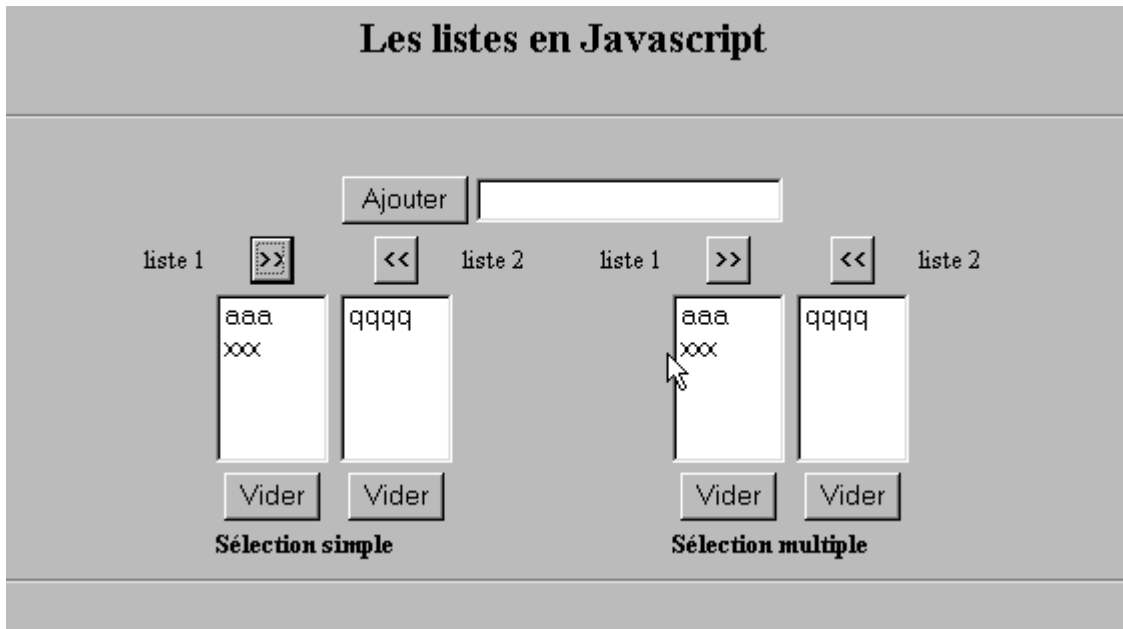 Les listes en Javascript
Ajouter
liste 1 >> << liste 2 liste 1 >> << liste 2
aaa qqqq aaa qqqq
xxx xxx
Vider Vider Vider Vider
Sélection simple Sélection multiple